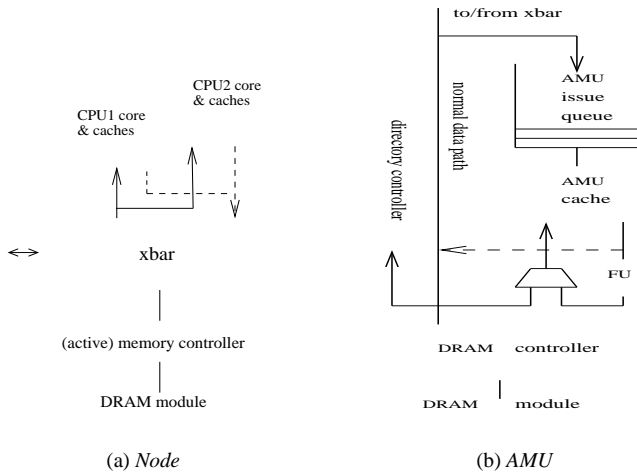 CPU1 core
& caches
CPU2 core
& caches
xbar
(active) memory controller
DRAM module
(a) Node
to/from xbar
directory controller
normal data path
AMU
issue
queue
AMU
cache
FU
DRAM controller
DRAM module
(b) AMU